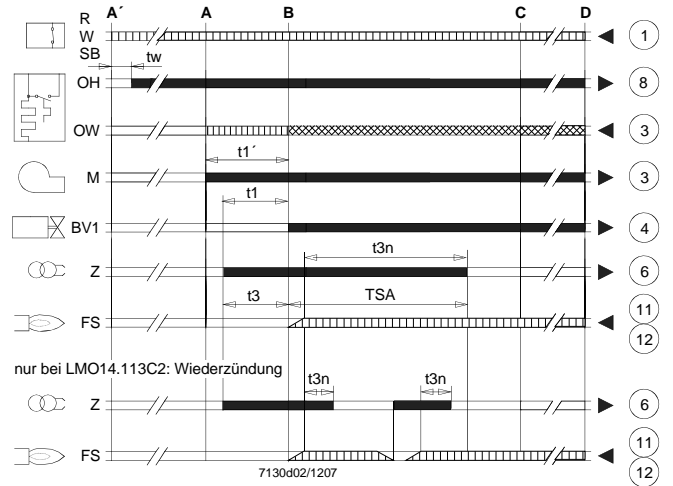 R A´ A B C D
W 1
SB tw
OH 8
OW 3
t1´
M 3
t1
BV1 4
t3n
Z 6
t3 TSA
11
FS
12
nur bei LMO14.113C2: Wiederzündung
t3n t3n
Z 6
11
FS
12
7130d02/1207